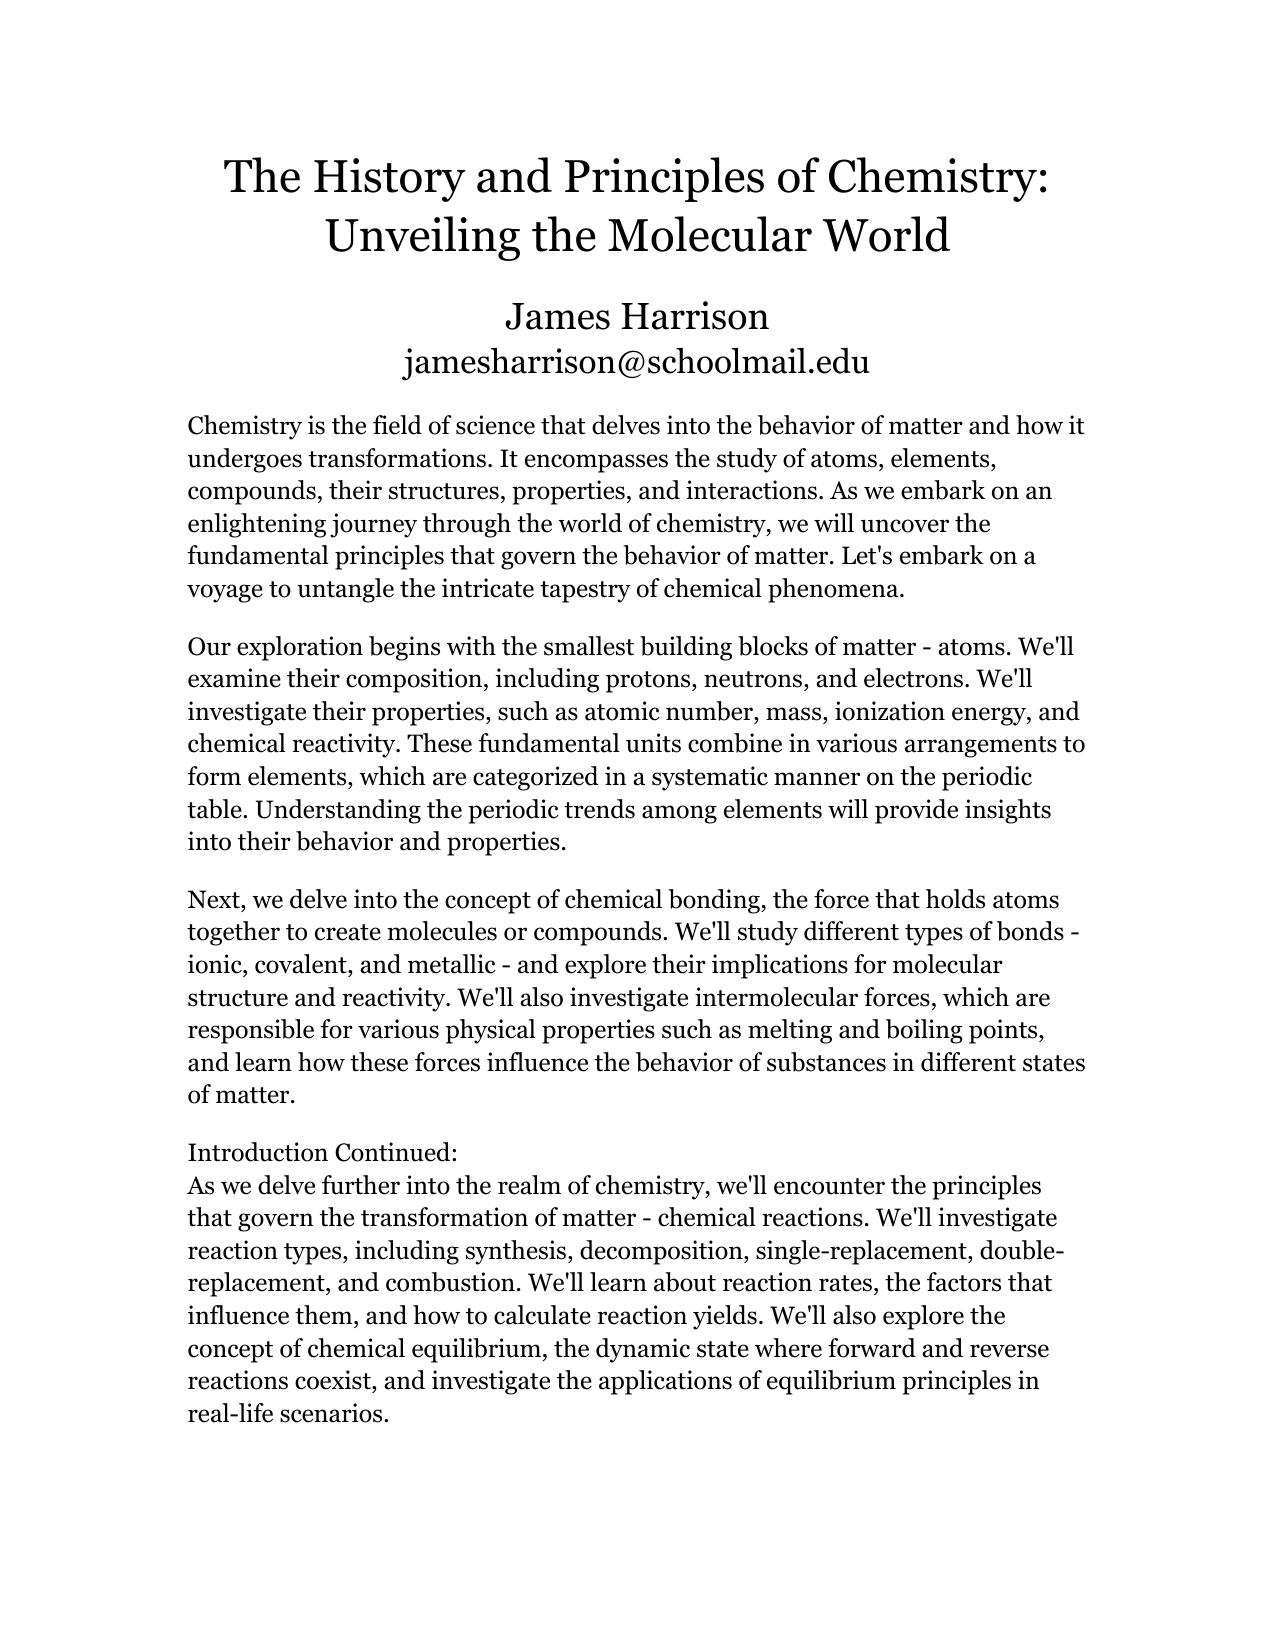 The History and Principles of Chemistry:
Unveiling the Molecular World
James Harrison
jamesharrison@schoolmail.edu
Chemistry is the field of science that delves into the behavior of matter and how it
undergoes transformations. It encompasses the study of atoms, elements,
compounds, their structures, properties, and interactions. As we embark on an
enlightening journey through the world of chemistry, we will uncover the
fundamental principles that govern the behavior of matter. Let's embark on a
voyage to untangle the intricate tapestry of chemical phenomena.
Our exploration begins with the smallest building blocks of matter - atoms. We'll
examine their composition, including protons, neutrons, and electrons. We'll
investigate their properties, such as atomic number, mass, ionization energy, and
chemical reactivity. These fundamental units combine in various arrangements to
form elements, which are categorized in a systematic manner on the periodic
table. Understanding the periodic trends among elements will provide insights
into their behavior and properties.
Next, we delve into the concept of chemical bonding, the force that holds atoms
together to create molecules or compounds. We'll study different types of bonds -
ionic, covalent, and metallic - and explore their implications for molecular
structure and reactivity. We'll also investigate intermolecular forces, which are
responsible for various physical properties such as melting and boiling points,
and learn how these forces influence the behavior of substances in different states
of matter.
Introduction Continued:
As we delve further into the realm of chemistry, we'll encounter the principles
that govern the transformation of matter - chemical reactions. We'll investigate
reaction types, including synthesis, decomposition, single-replacement, double-
replacement, and combustion. We'll learn about reaction rates, the factors that
influence them, and how to calculate reaction yields. We'll also explore the
concept of chemical equilibrium, the dynamic state where forward and reverse
reactions coexist, and investigate the applications of equilibrium principles in
real-life scenarios.